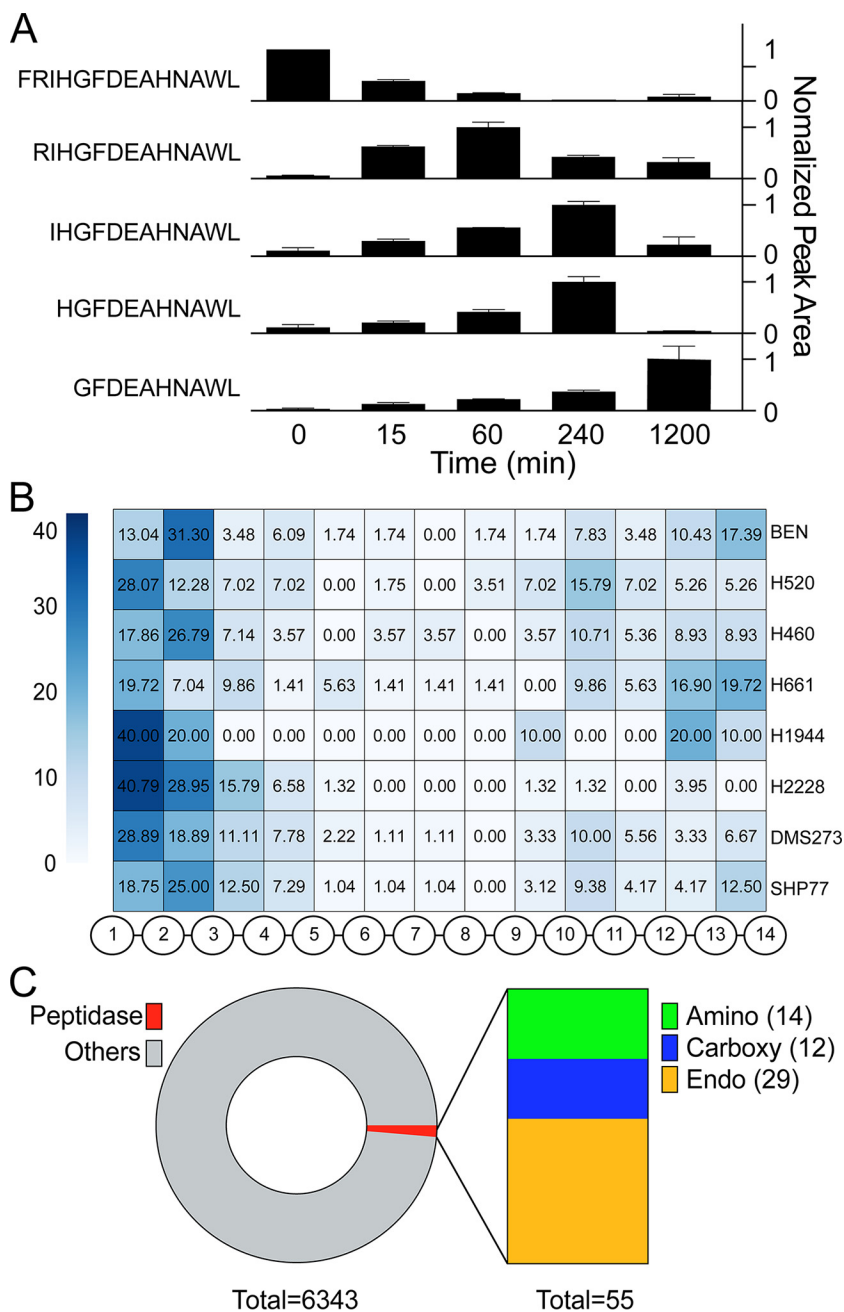 A
FRIHGFDEAHNAWL
1
0
RIHGFDEAHNAWL
1
0
IHGFDEAHNAWL
1
0
HGFDEAHNAWL
1
0
GFDEAHNAWL
1
0
Nomalized Peak Area
0 15 60 240 1200
Time (min)
B
40
30
20
10
0
13.04 31.30 3.48 6.09 1.74 1.74 0.00 1.74 1.74 7.83 3.48 10.43 17.39 BEN
28.07 12.28 7.02 7.02 0.00 1.75 0.00 3.51 7.02 15.79 7.02 5.26 5.26 H520
17.86 26.79 7.14 3.57 0.00 3.57 3.57 0.00 3.57 10.71 5.36 8.93 8.93 H460
19.72 7.04 9.86 1.41 5.63 1.41 1.41 1.41 0.00 9.86 5.63 16.90 19.72 H661
40.00 20.00 0.00 0.00 0.00 0.00 0.00 0.00 10.00 0.00 0.00 20.00 10.00 H1944
40.79 28.95 15.79 6.58 1.32 0.00 0.00 0.00 1.32 1.32 0.00 3.95 0.00 H2228
28.89 18.89 11.11 7.78 2.22 1.11 1.11 0.00 3.33 10.00 5.56 3.33 6.67 DMS273
18.75 25.00 12.50 7.29 1.04 1.04 1.04 0.00 3.12 9.38 4.17 4.17 12.50 SHP77
1 2 3 4 5 6 7 8 9 10 11 12 13 14
C
Peptidase
Others
Amino (14)
Carboxy (12)
Endo (29)
Total=6343
Total=55